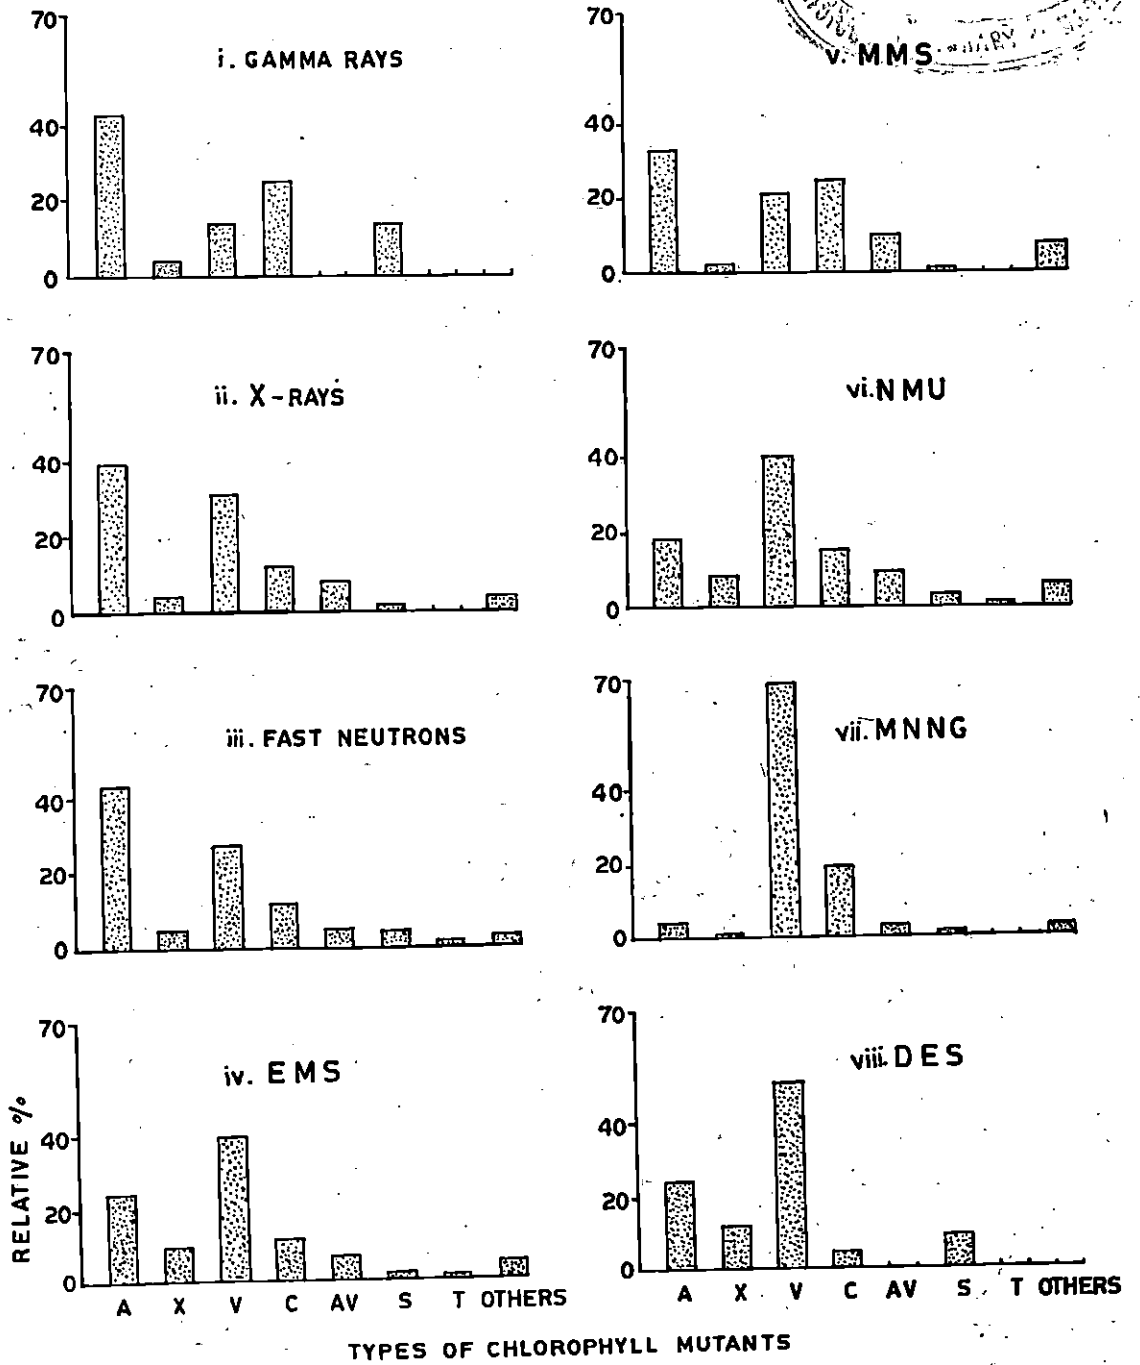 i. GAMMA RAYS
70
40
20
0
ii. X-RAYS
70
40
20
0
iii. FAST NEUTRONS
70
40
20
0
iv. EMS
70
40
20
0
RELATIVE %
A X V C AV S T OTHERS
v. MMS
70
40
20
0
vi. NMU
70
40
20
0
vii. MNNG
70
40
20
0
viii. DES
70
40
20
0
A X V C AV S T OTHERS
TYPES OF CHLOROPHYLL MUTANTS